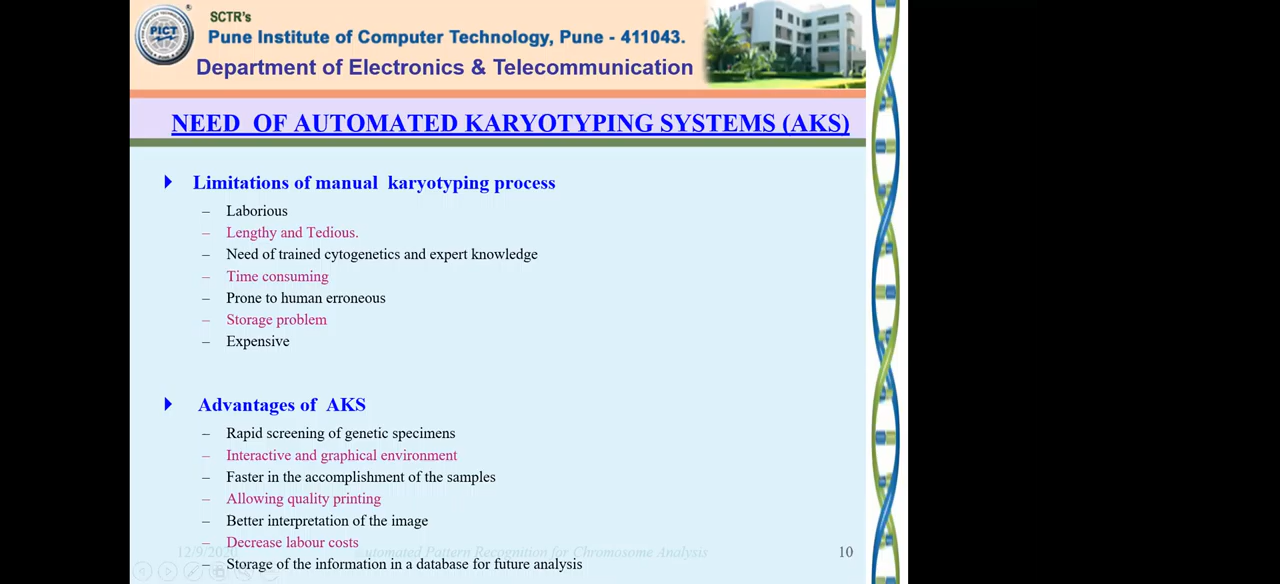 SCTR's
PICT
Pune Institute of Computer Technology, Pune - 411043.
Department of Electronics & Telecommunication
NEED OF AUTOMATED KARYOTYPING SYSTEMS (AKS)
Limitations of manual karyotyping process
– Laborious
– Lengthy and Tedious.
– Need of trained cytogenetics and expert knowledge
– Time consuming
– Prone to human erroneous
– Storage problem
– Expensive
Advantages of AKS
– Rapid screening of genetic specimens
– Interactive and graphical environment
– Faster in the accomplishment of the samples
– Allowing quality printing
– Better interpretation of the image
– Decrease labour costs
12/9/2020 Automated Pattern Recognition for Chromosome Analysis 10
– Storage of the information in a database for future analysis